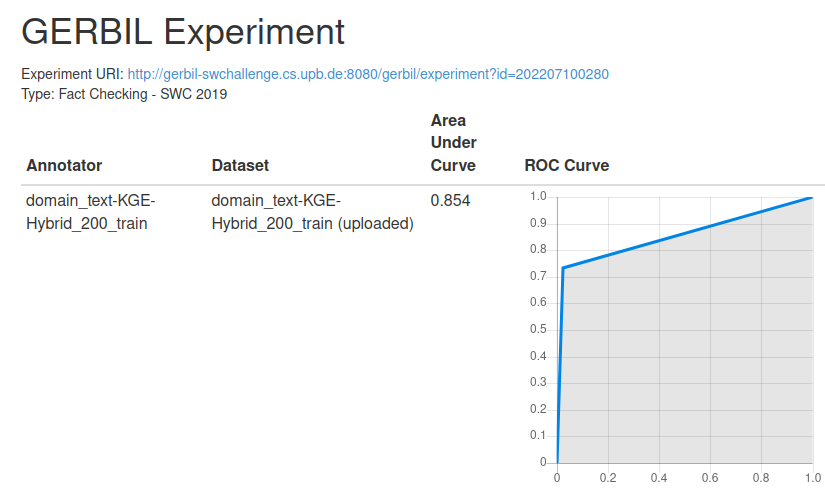 GERBIL Experiment
Experiment URI: http://gerbil-swchallenge.cs.upb.de:8080/gerbil/experiment?id=202207100280
Type: Fact Checking - SWC 2019
Annotator Dataset Area Under Curve ROC Curve
domain_text-KGE-Hybrid_200_train domain_text-KGE-Hybrid_200_train (uploaded) 0.854
1.0
0.9
0.8
0.7
0.6
0.5
0.4
0.3
0.2
0.1
0
0 0.2 0.4 0.6 0.8 1.0